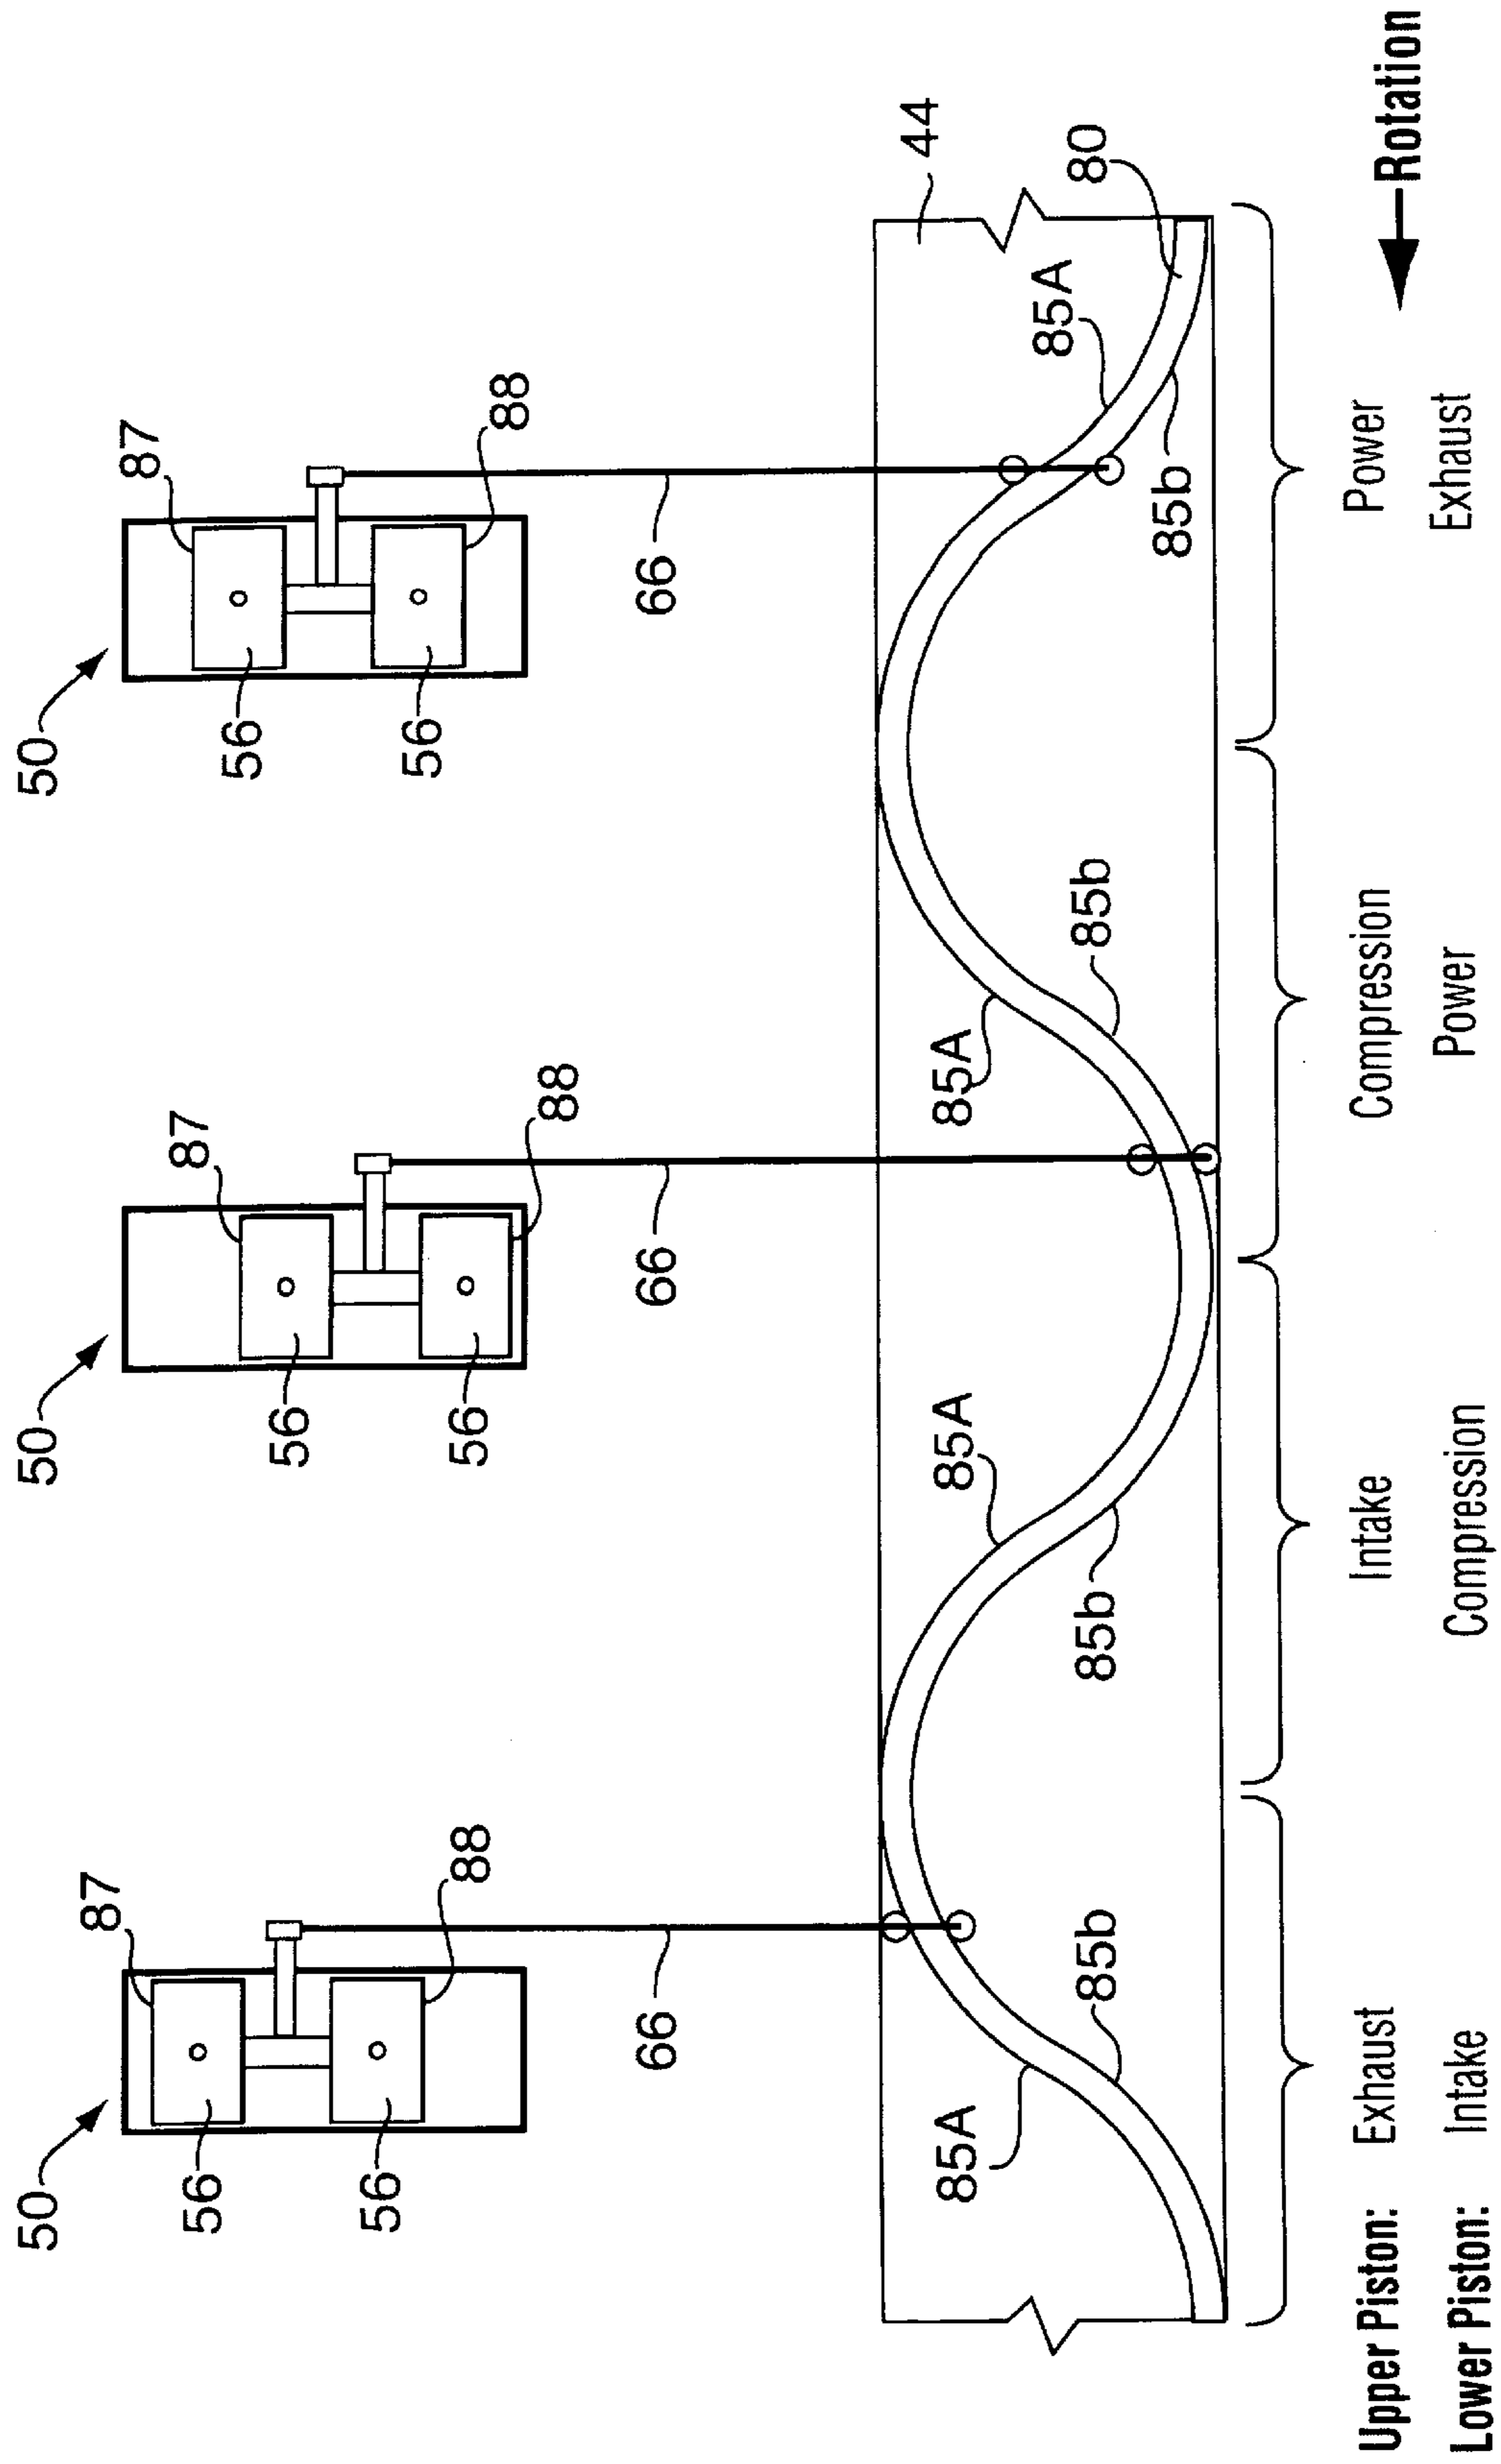 50 50 50
87 87 87
56 56 56
88 88 88
56 56 56
66 66 66
44
85A 85A 85A 85A
80
85b 85b 85b 85b
Upper Piston: Exhaust Intake Compression Power
Rotation
Lower Piston: Intake Compression Power Exhaust